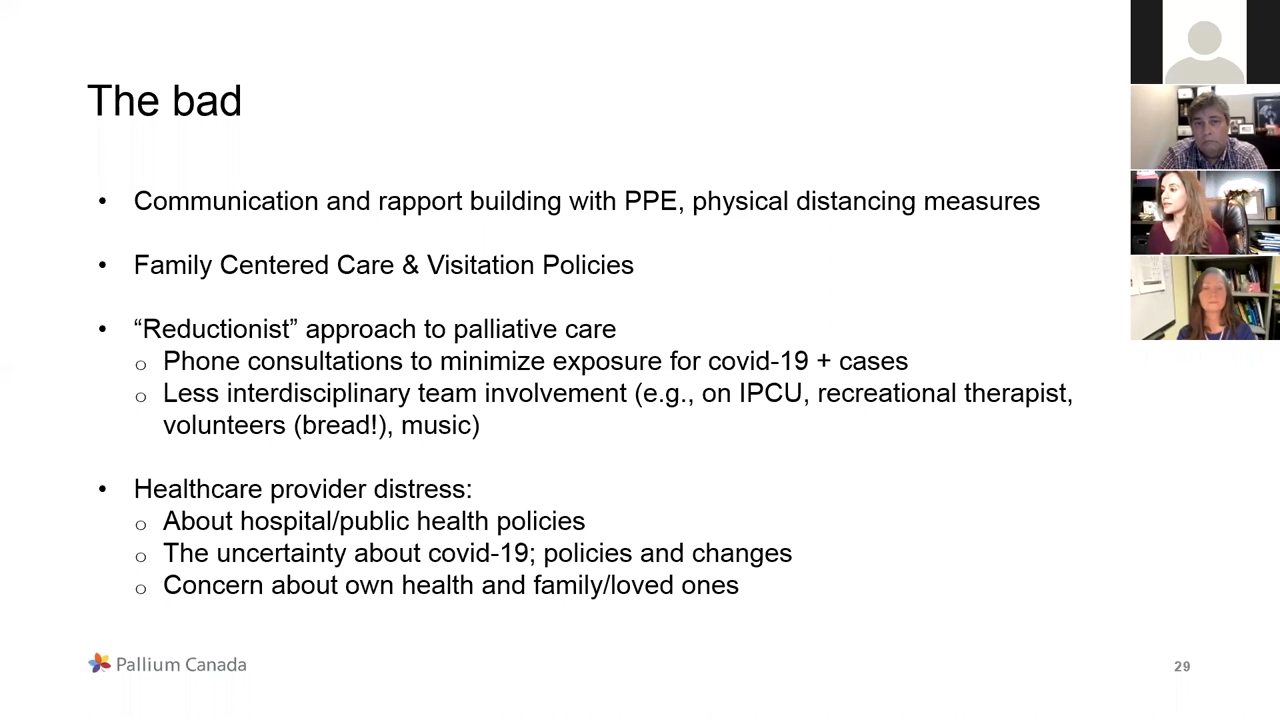 The bad
• Communication and rapport building with PPE, physical distancing measures
• Family Centered Care & Visitation Policies
• “Reductionist” approach to palliative care
o Phone consultations to minimize exposure for covid-19 + cases
o Less interdisciplinary team involvement (e.g., on IPCU, recreational therapist,
volunteers (bread!), music)
• Healthcare provider distress:
o About hospital/public health policies
o The uncertainty about covid-19; policies and changes
o Concern about own health and family/loved ones
Pallium Canada
29